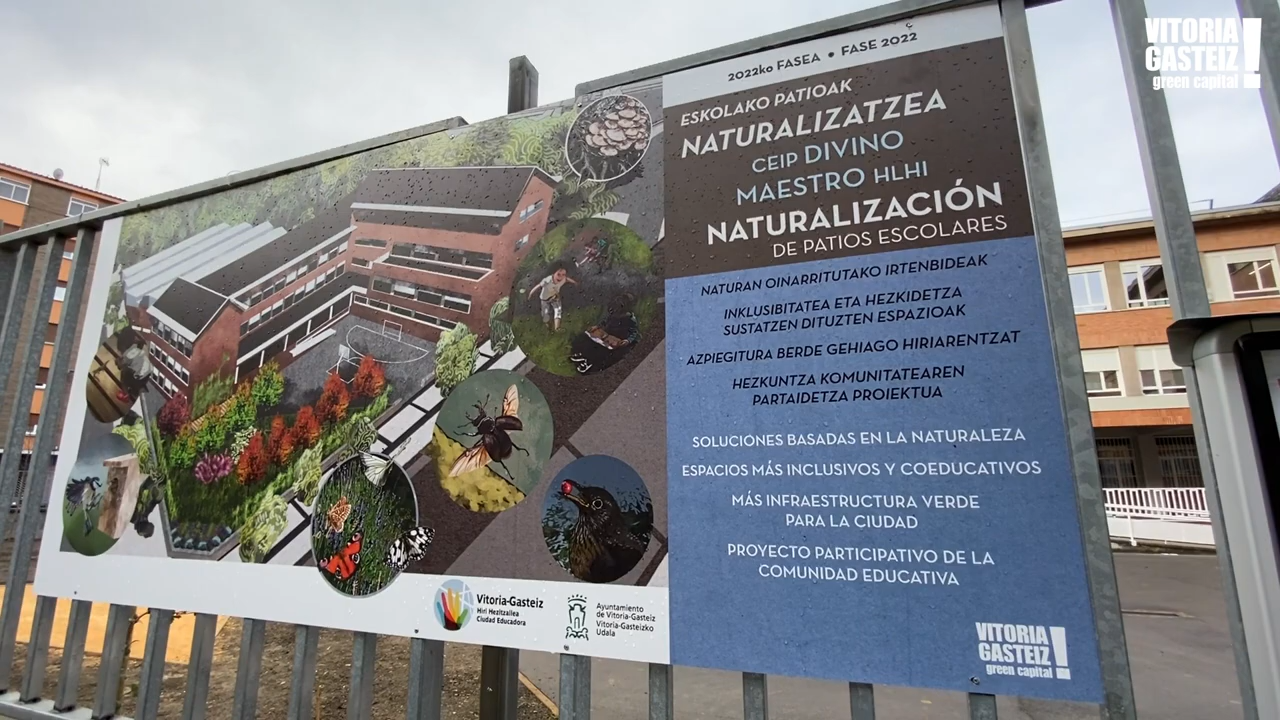 2022ko FASEA • FASE 2022
ESKOLAKO PATIOAK
NATURALIZATZEA
CEIP DIVINO
MAESTRO HLHI
NATURALIZACIÓN
DE PATIOS ESCOLARES
NATURAN OINARRITUTAKO IRTENBIDEAK
INKLUSIBITATEA ETA HEZKIDETZA
SUSTATZEN DITUZTEN ESPAZIOAK
AZPIEGITURA BERDE GEHIAGO HIRIARENTZAT
HEZKUNTZA KOMUNITATEAREN
PARTAIDETZA PROIEKTUA
SOLUCIONES BASADAS EN LA NATURALEZA
ESPACIOS MÁS INCLUSIVOS Y COEDUCATIVOS
MÁS INFRAESTRUCTURA VERDE
PARA LA CIUDAD
PROYECTO PARTICIPATIVO DE LA
COMUNIDAD EDUCATIVA
Vitoria-Gasteiz
Hiri Hezitzailea
Ciudad Educadora
Ayuntamiento
de Vitoria-Gasteiz
Vitoria-Gasteizko
Udala
VITORIA
GASTEIZ!
green capital
VITORIA
GASTEIZ!
green capital